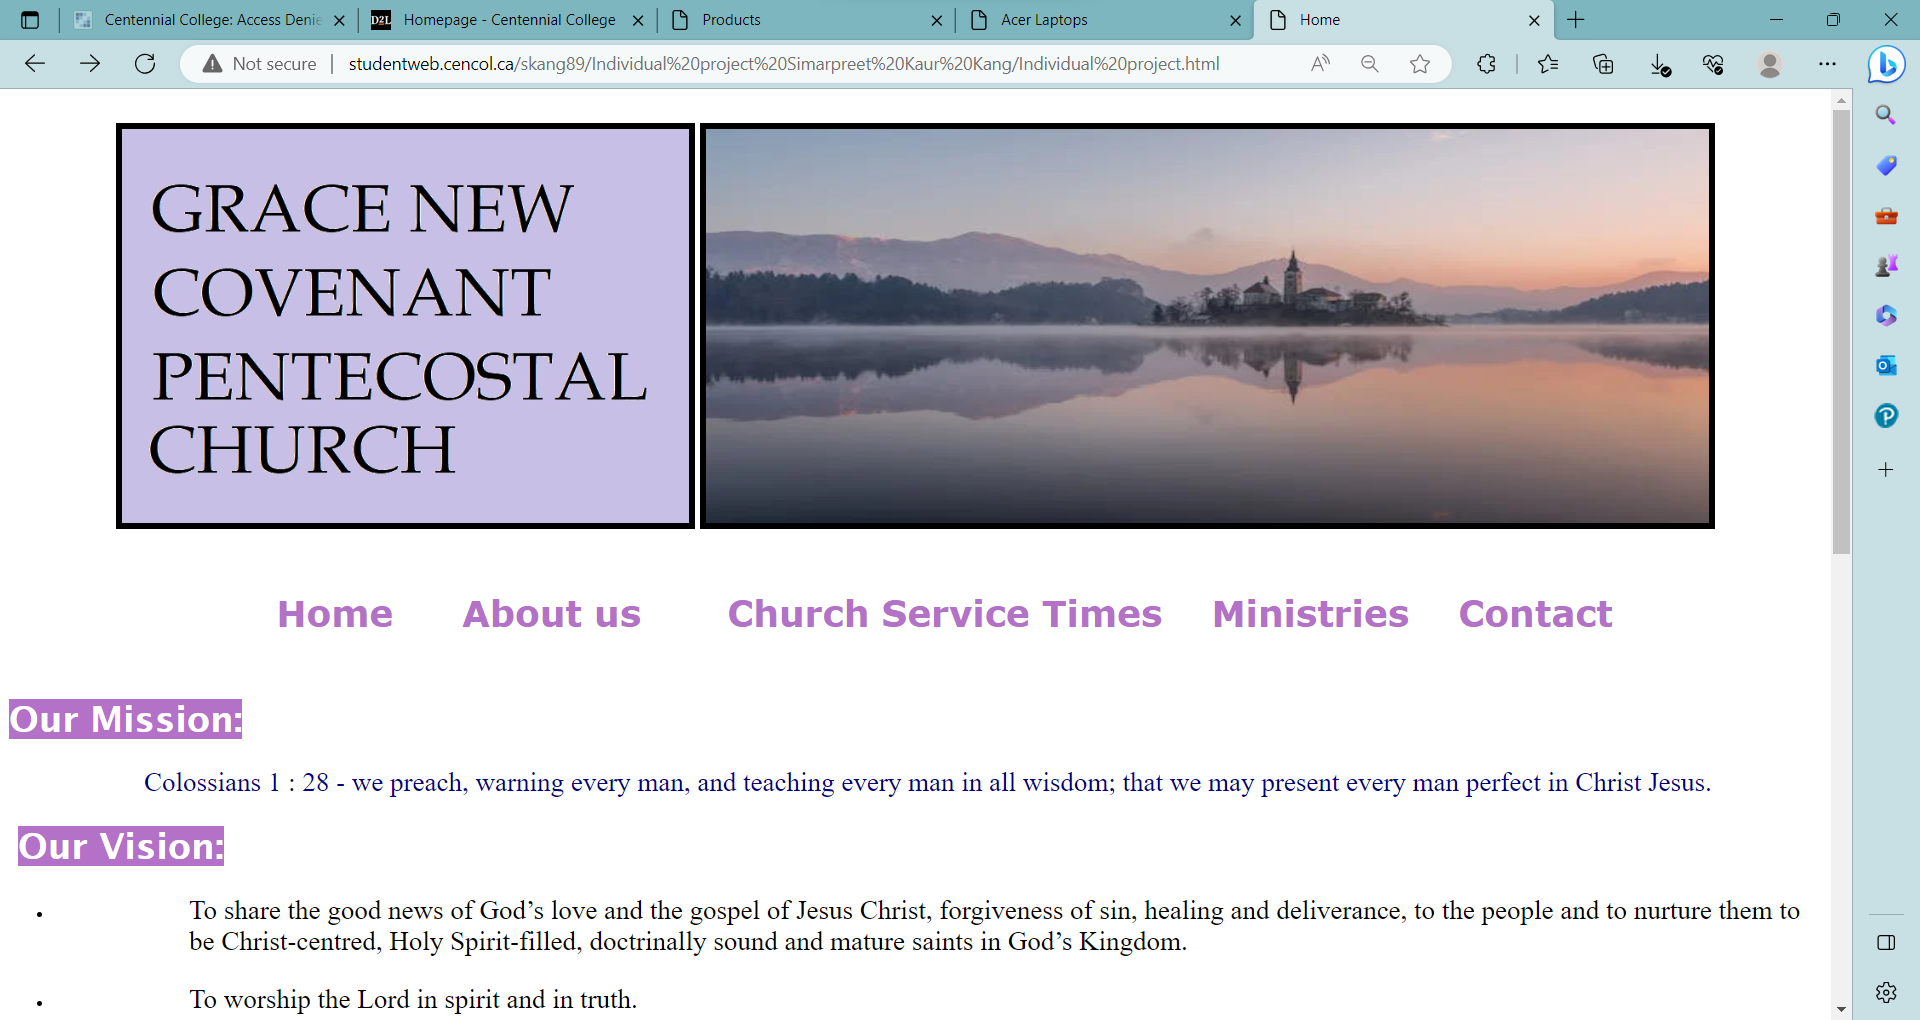 Centennial College: Access Denie
D2L
Homepage - Centennial College
Products
Acer Laptops
Home
Not secure
studentweb.cencol.ca/skang89/Individual%20project%20Simarpreet%20Kaur%20Kang/Individual%20project.html
GRACE NEW
COVENANT
PENTECOSTAL
CHURCH
Home About us Church Service Times Ministries Contact
Our Mission:
Colossians 1 : 28 - we preach, warning every man, and teaching every man in all wisdom; that we may present every man perfect in Christ Jesus.
Our Vision:
• To share the good news of God’s love and the gospel of Jesus Christ, forgiveness of sin, healing and deliverance, to the people and to nurture them to
be Christ-centred, Holy Spirit-filled, doctrinally sound and mature saints in God’s Kingdom.
• To worship the Lord in spirit and in truth.